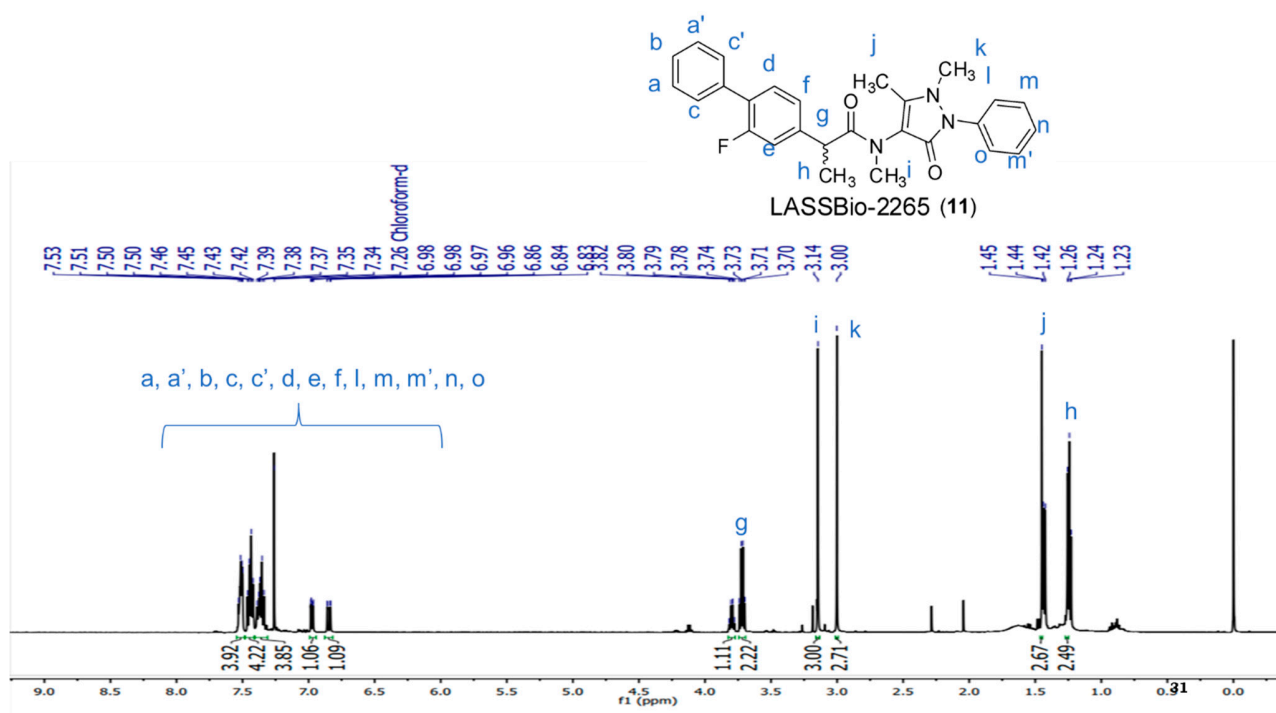 a'
b
c'
d
f
j
k
l
m
a
c
g
H₃C
CH₃
O
N
N
n
F
e
N
o
m'
h
CH₃
CH₃
i
O
LASSBio-2265 (11)
7.53
7.51
7.50
7.50
7.46
7.45
7.43
7.42
7.39
7.38
7.37
7.35
7.34
7.26 Chloroform-d
6.98
6.98
6.97
6.96
6.86
6.84
6.83
3.82
3.80
3.79
3.78
3.74
3.73
3.71
3.70
3.14
3.00
1.45
1.44
1.42
1.26
1.24
1.23
i
k
j
a, a', b, c, c', d, e, f, l, m, m', n, o
h
g
3.92
4.22
3.85
1.06
1.09
1.11
2.22
3.00
2.71
2.67
2.49
9.0 8.5 8.0 7.5 7.0 6.5 6.0 5.5 5.0 4.5 4.0 3.5 3.0 2.5 2.0 1.5 1.0 0.5 0.0
31
f1 (ppm)